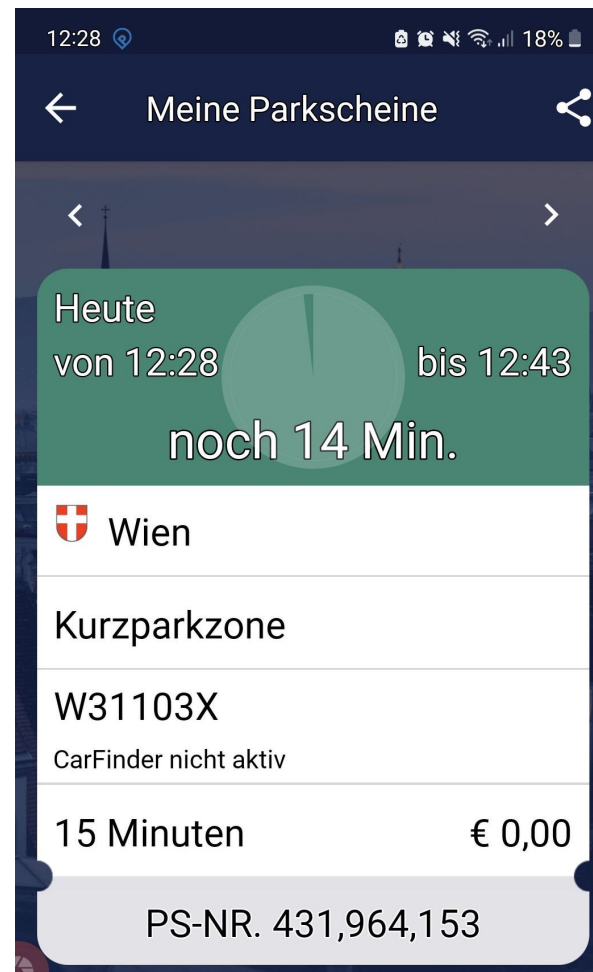 12:28
18%
Meine Parkscheine
Heute
von 12:28 bis 12:43
noch 14 Min.
Wien
Kurzparkzone
W31103X
CarFinder nicht aktiv
15 Minuten € 0,00
PS-NR. 431,964,153